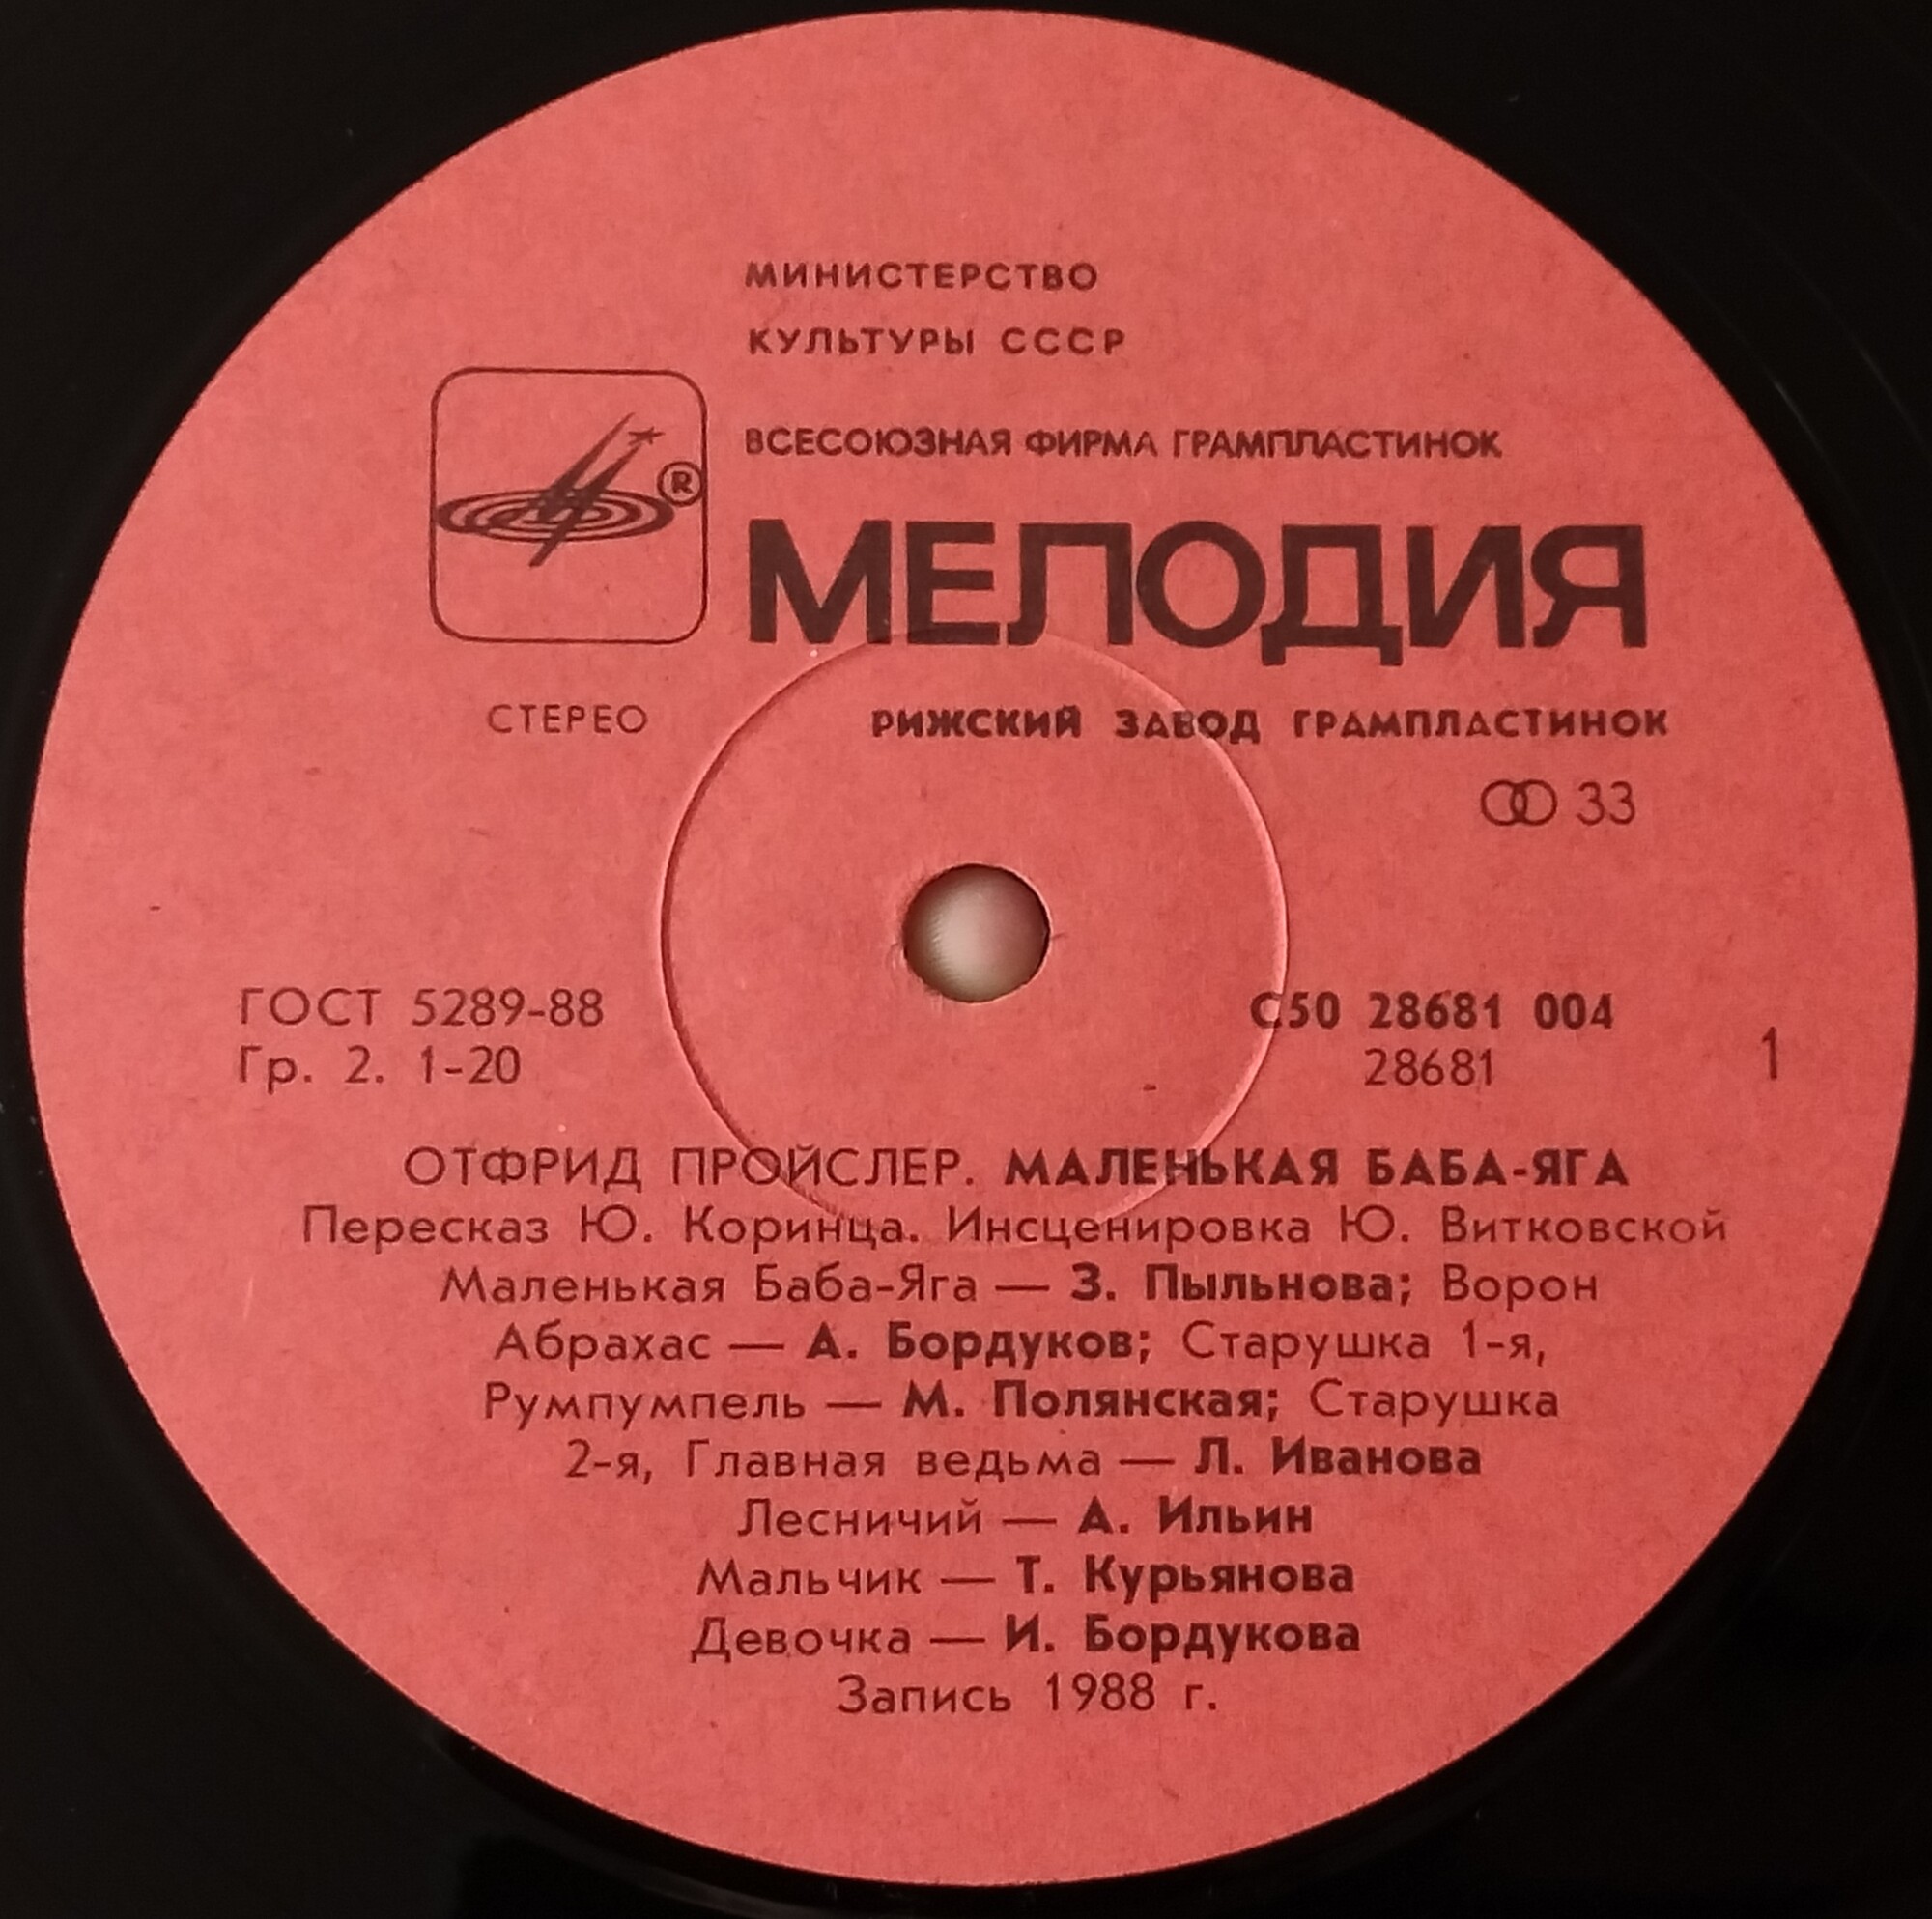 МИНИСТЕРСТВО
КУЛЬТУРЫ СССР
ВСЕСОЮЗНАЯ ФИРМА ГРАМПЛАСТИНОК
®
МЕЛОДИЯ
СТЕРЕО
РИЖСКИЙ ЗАВОД ГРАМПЛАСТИНОК
33
ГОСТ 5289-88
Гр. 2. 1-20
С50 28681 004
28681
1
ОТФРИД ПРОЙСЛЕР. МАЛЕНЬКАЯ БАБА-ЯГА
Пересказ Ю. Коринца. Инсценировка Ю. Витковской
Маленькая Баба-Яга — З. Пыльнова; Ворон
Абрахас — А. Бордуков; Старушка 1-я,
Румпумпель — М. Полянская; Старушка
2-я, Главная ведьма — Л. Иванова
Лесничий — А. Ильин
Мальчик — Т. Курьянова
Девочка — И. Бордукова
Запись 1988 г.